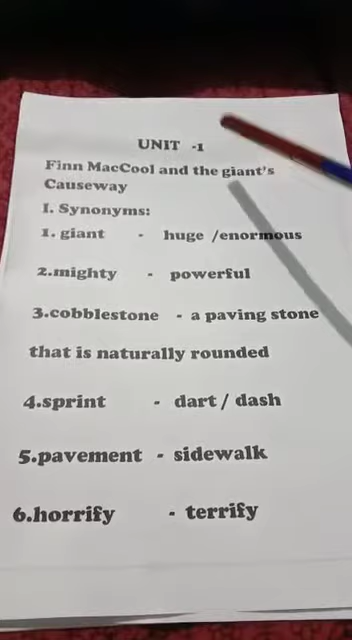 UNIT -1
Finn MacCool and the giant's
Causeway
I. Synonyms:
1. giant - huge /enormous
2.mighty - powerful
3.cobblestone - a paving stone
that is naturally rounded
4.sprint - dart / dash
5.pavement - sidewalk
6.horrify - terrify